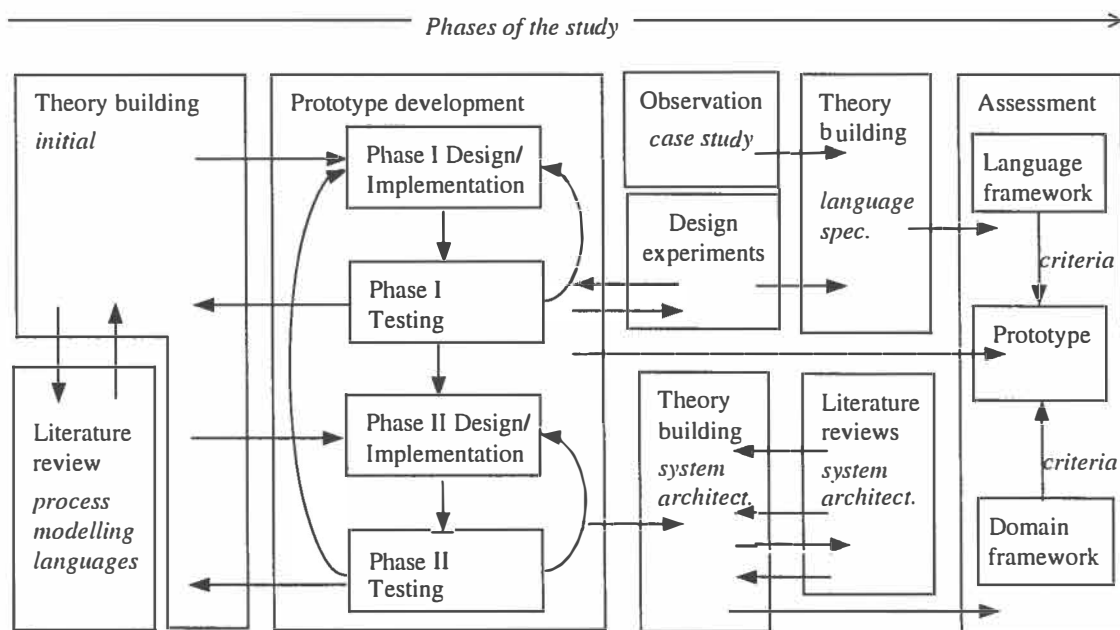 Phases of the study
Theory building
initial
Literature
review
process
modelling
languages
Prototype development
Phase I Design/
Implementation
Phase I
Testing
Phase II Design/
Implementation
Phase II
Testing
Observation
case study
Design
experiments
Theory
building
language
spec.
Theory
building
system
architect.
Literature
reviews
system
architect.
Assessment
Language
framework
criteria
Prototype
criteria
Domain
framework